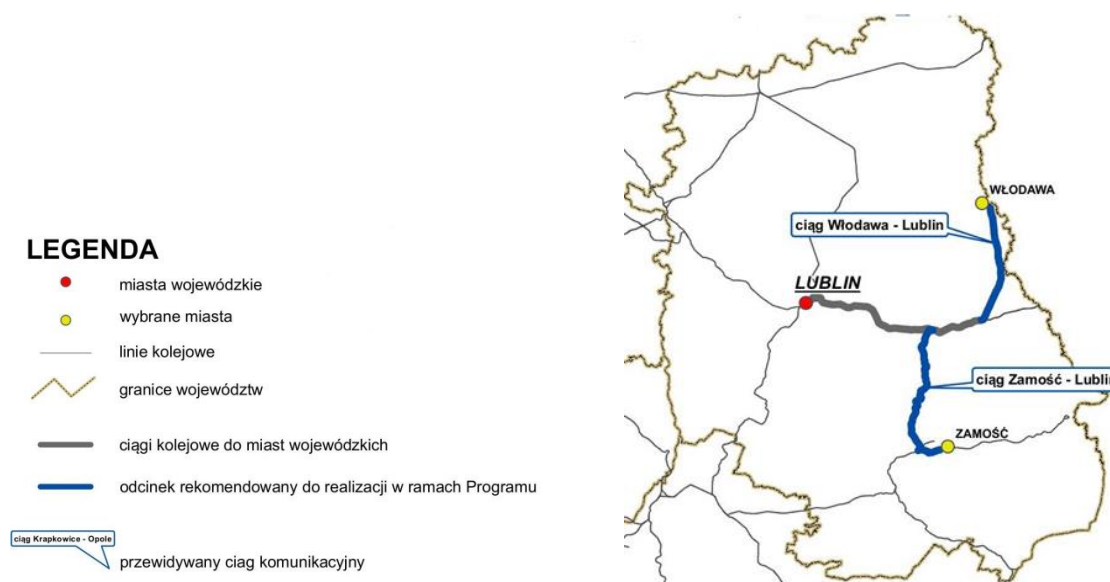 LEGENDA
miasta wojewódzkie
wybrane miasta
linie kolejowe
granice województw
ciągi kolejowe do miast wojewódzkich
odcinek rekomendowany do realizacji w ramach Programu
ciąg Krapkowice - Opole
przewidywany ciag komunikacyjny
WŁODAWA
ciąg Włodawa - Lublin
LUBLIN
ciąg Zamość - Lublin
ZAMOŚĆ